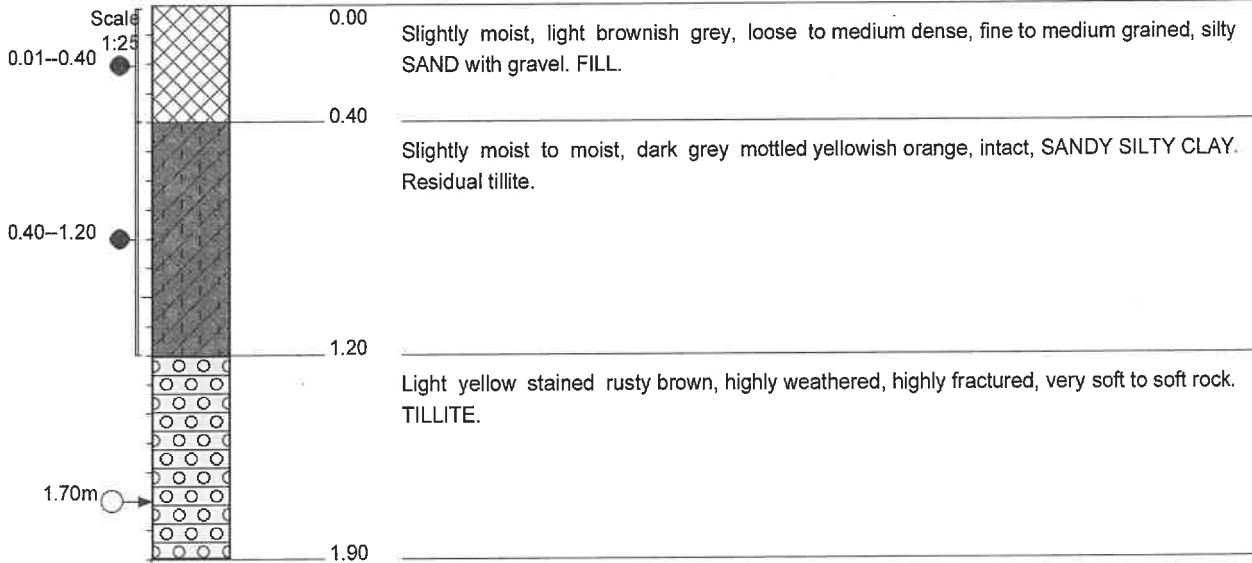 Scale
1:25
0.00
Slightly moist, light brownish grey, loose to medium dense, fine to medium grained, silty
SAND with gravel. FILL.
0.01--0.40
0.40
Slightly moist to moist, dark grey mottled yellowish orange, intact, SANDY SILTY CLAY.
Residual tillite.
0.40--1.20
1.20
Light yellow stained rusty brown, highly weathered, highly fractured, very soft to soft rock.
TILLITE.
1.70m
1.90